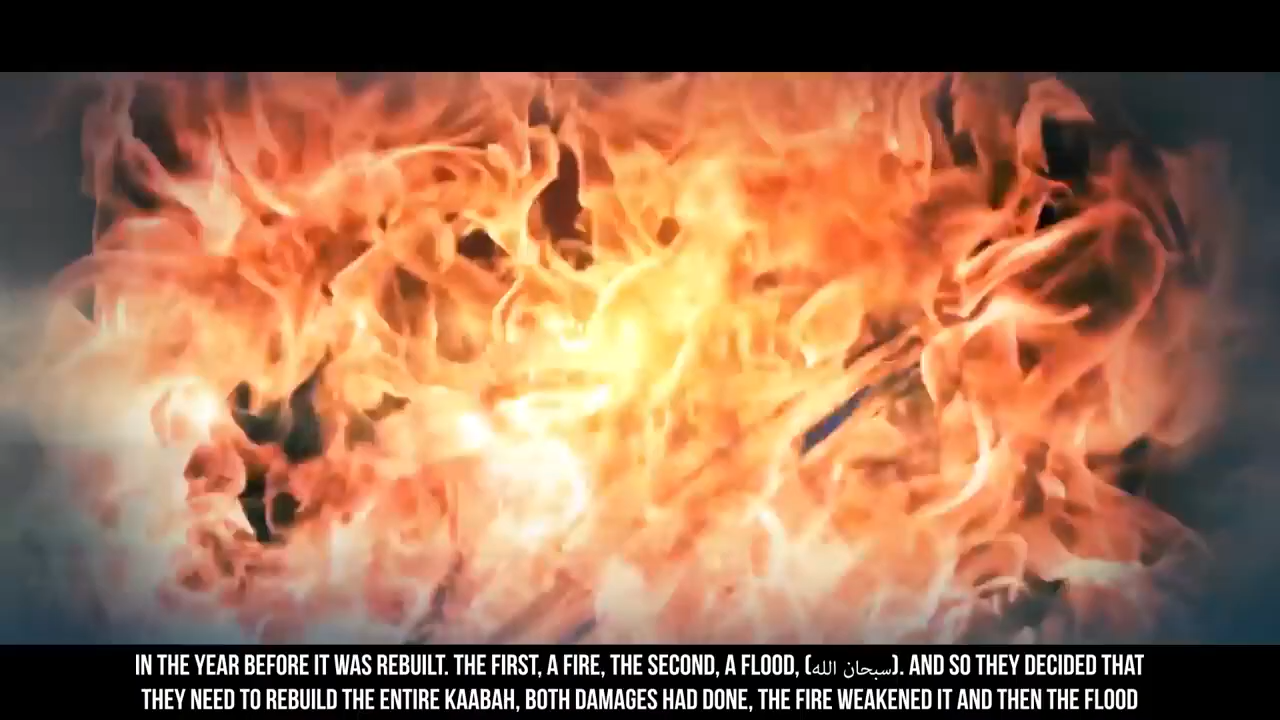 IN THE YEAR BEFORE IT WAS REBUILT. THE FIRST, A FIRE, THE SECOND, A FLOOD, (سبحان الله). AND SO THEY DECIDED THAT
THEY NEED TO REBUILD THE ENTIRE KAABAH, BOTH DAMAGES HAD DONE, THE FIRE WEAKENED IT AND THEN THE FLOOD